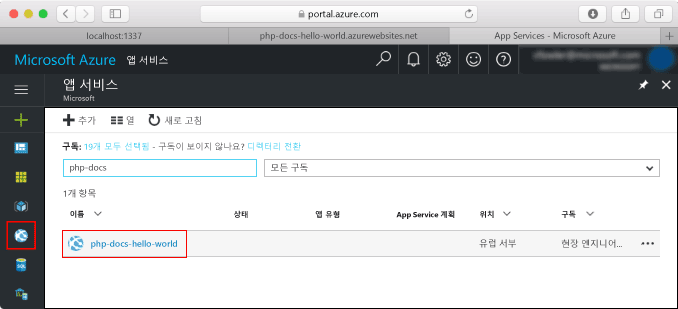 portal.azure.com
localhost:1337
php-docs-hello-world.azurewebsites.net
App Services - Microsoft Azure
Microsoft Azure 앱 서비스
앱 서비스
Microsoft
추가 열 새로 고침
구독: 19개 모두 선택됨 - 구독이 보이지 않나요? 디렉터리 전환
php-docs 모든 구독
1개 항목
이름 상태 앱 유형 App Service 계획 위치 구독
php-docs-hello-world 유럽 서부 현장 엔지니어...